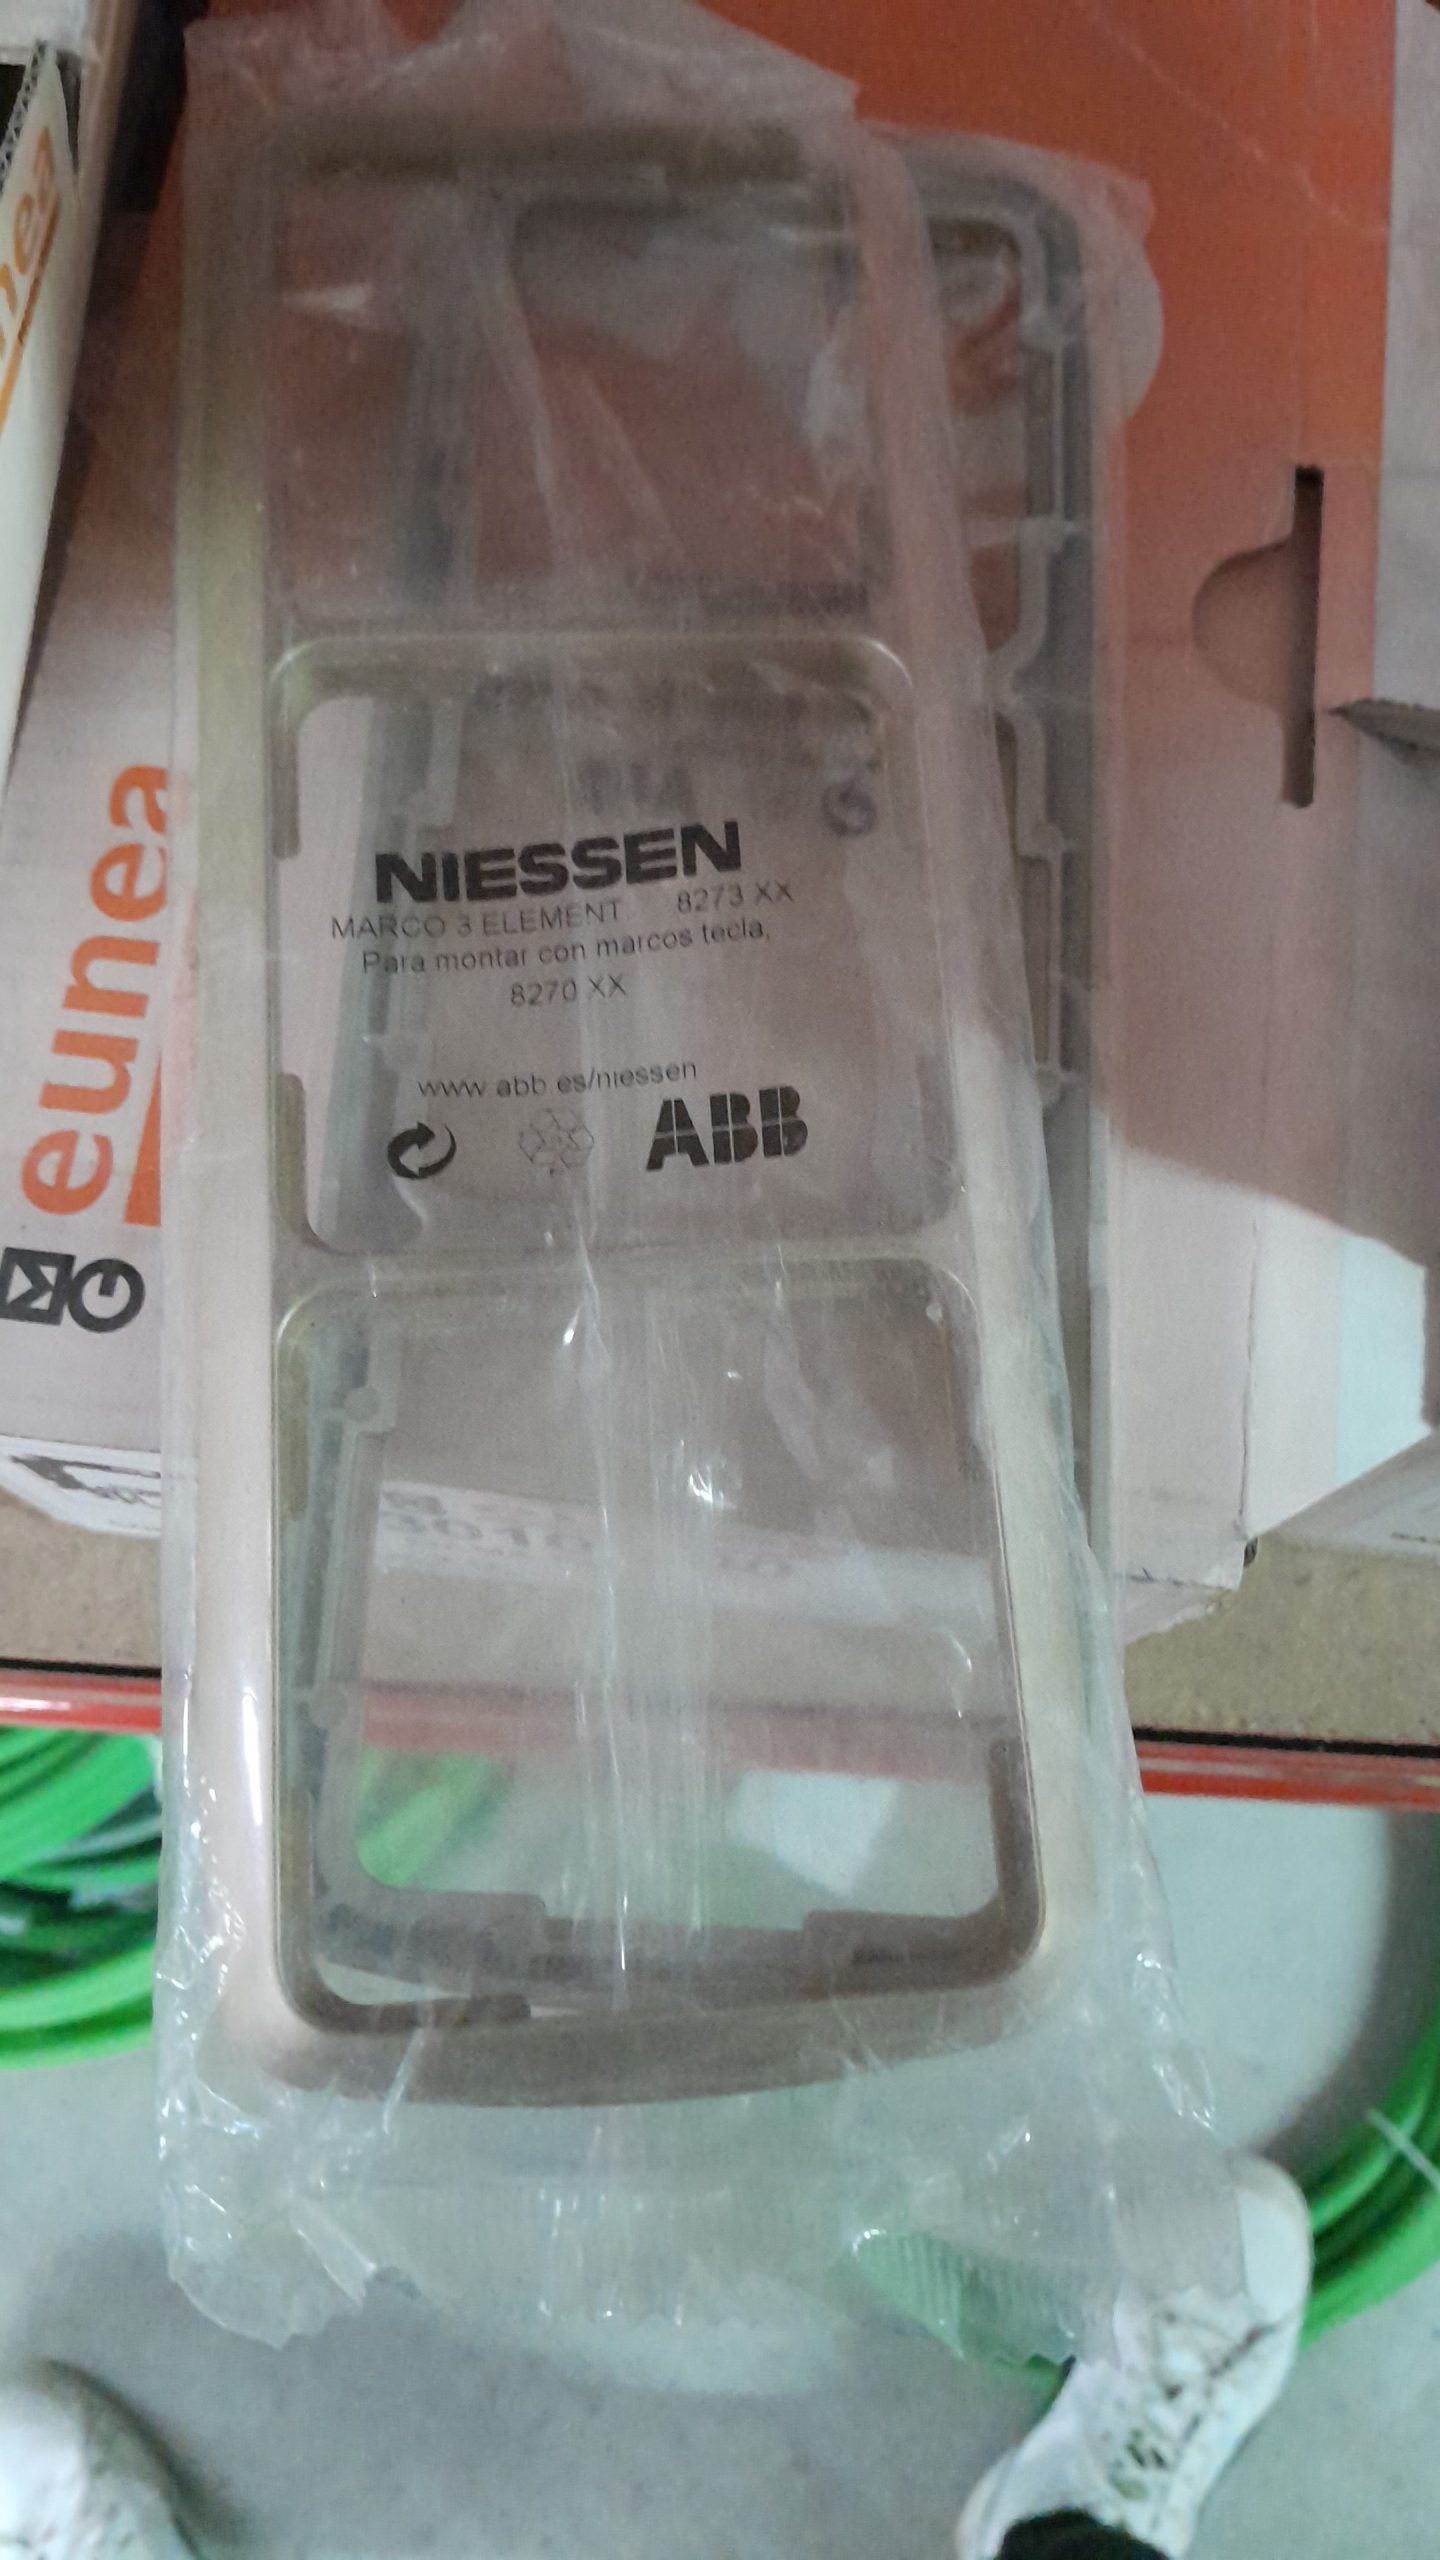 NIESSEN
MARCO 3 ELEMENT 8273 XX
Para montar con marcos tecla,
8270 XX
www.abb.es/niessen
ABB
eunea